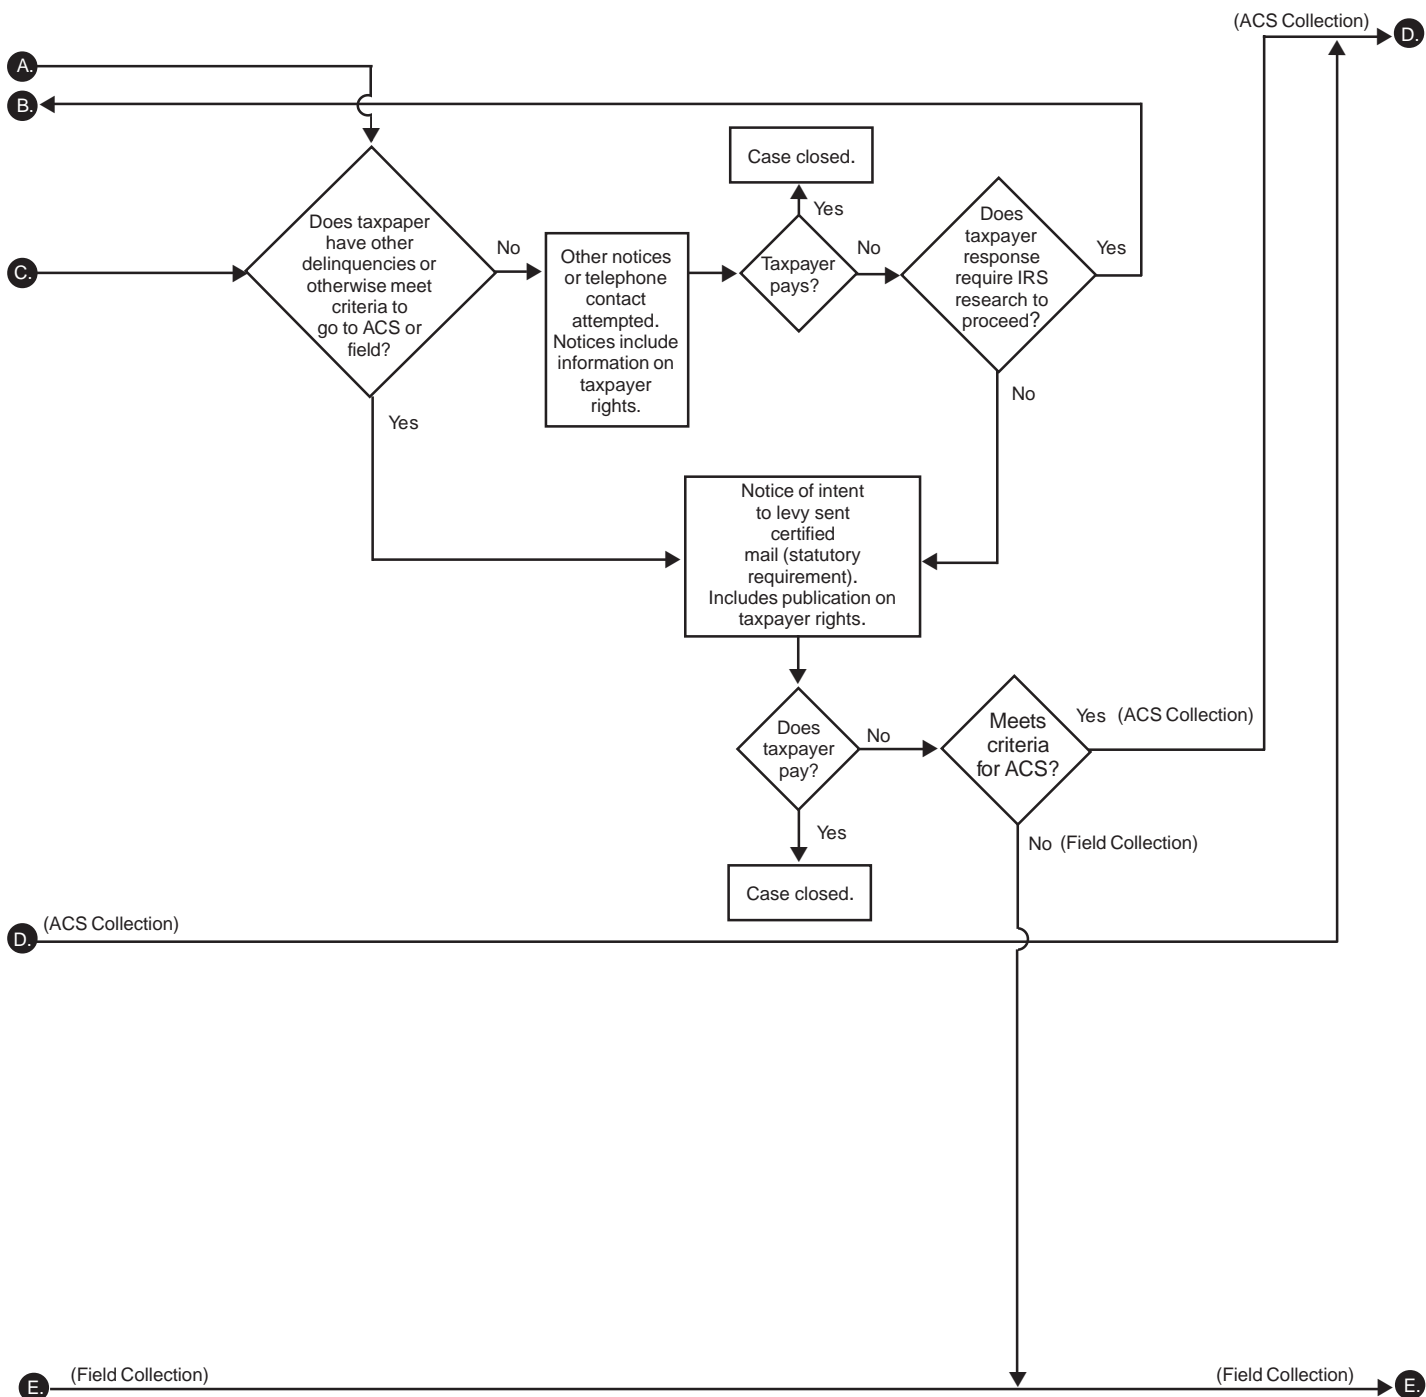 (ACS Collection)
D.
A.
B.
Case closed.
Yes
Does taxpaper
have other
delinquencies or
otherwise meet
criteria to
go to ACS or
field?
No
Other notices
or telephone
contact
attempted.
Notices include
information on
taxpayer
rights.
Taxpayer
pays?
No
Does
taxpayer
response
require IRS
research to
proceed?
Yes
C.
No
Yes
Notice of intent
to levy sent
certified
mail (statutory
requirement).
Includes publication on
taxpayer rights.
Does
taxpayer
pay?
No
Meets
criteria
for ACS?
Yes (ACS Collection)
Yes
No (Field Collection)
Case closed.
D.
(ACS Collection)
E.
(Field Collection)
(Field Collection)
E.